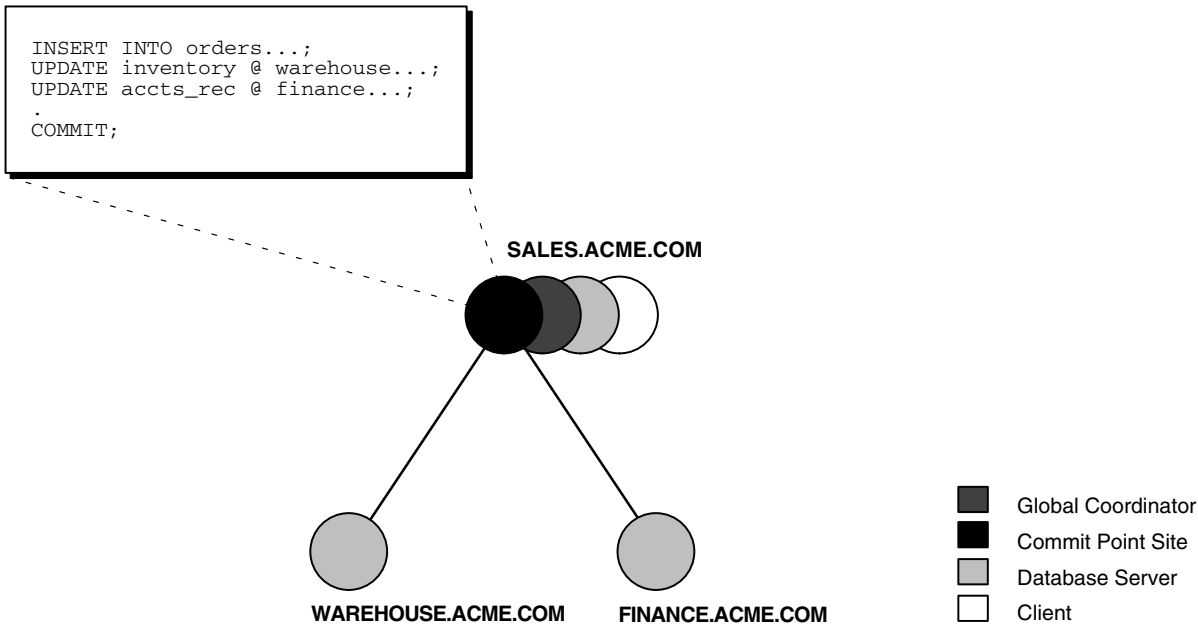 INSERT INTO orders...;
UPDATE inventory @ warehouse...;
UPDATE accts_rec @ finance...;
.
COMMIT;
SALES.ACME.COM
WAREHOUSE.ACME.COM
FINANCE.ACME.COM
Global Coordinator
Commit Point Site
Database Server
Client